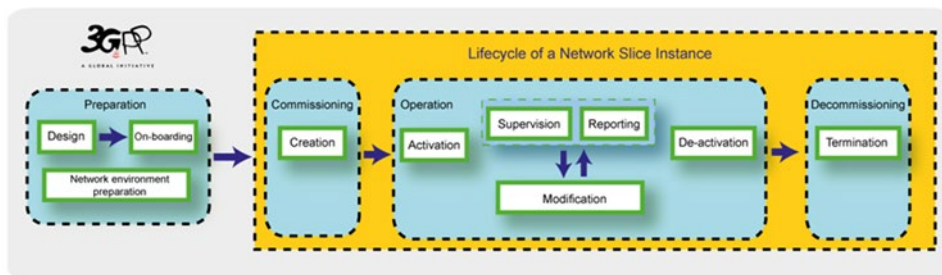 3GPP
A GLOBAL INITIATIVE
Lifecycle of a Network Slice Instance
Preparation
Design
On-boarding
Network environment
preparation
Commissioning
Creation
Operation
Activation
Supervision
Reporting
Modification
De-activation
Decommissioning
Termination